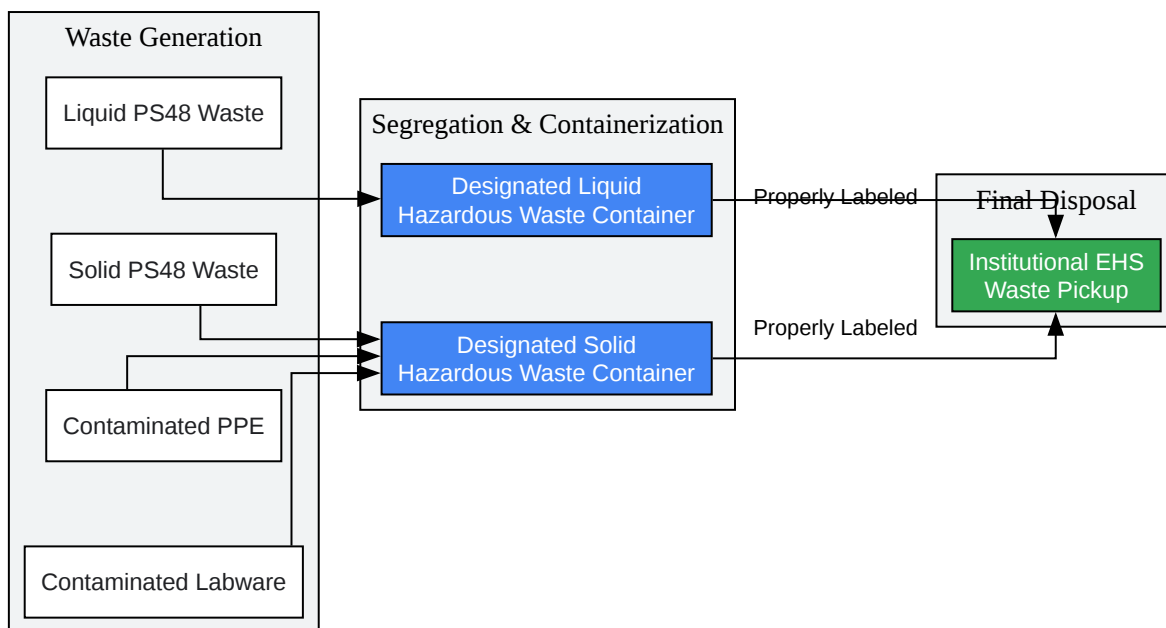 Waste Generation
Liquid PS48 Waste
Solid PS48 Waste
Contaminated PPE
Contaminated Labware
Segregation & Containerization
Designated Liquid
Hazardous Waste Container
Designated Solid
Hazardous Waste Container
Properly Labeled
Properly Labeled
Final Disposal
Institutional EHS
Waste Pickup